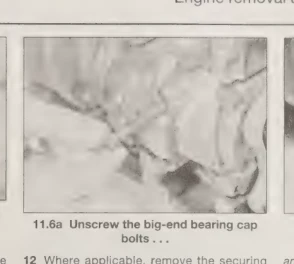 Engine removal
11.6a Unscrew the big-end bearing cap
bolts . . .
12 Where applicable, remove the securing